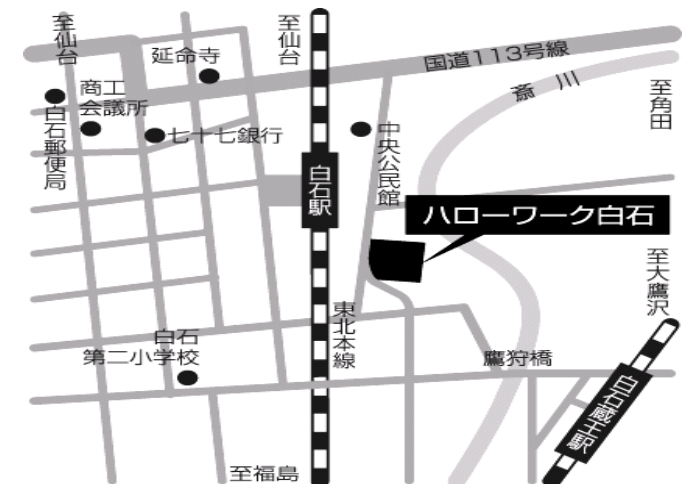 至仙台
至仙台
延命寺
国道113号線
斎川
至角田
商工
会議所
白石郵便局
七十七銀行
中央公民館
白石駅
ハローワーク白石
至大鷹沢
東北本線
白石
第二小学校
鷹狩橋
白石蔵王駅
至福島